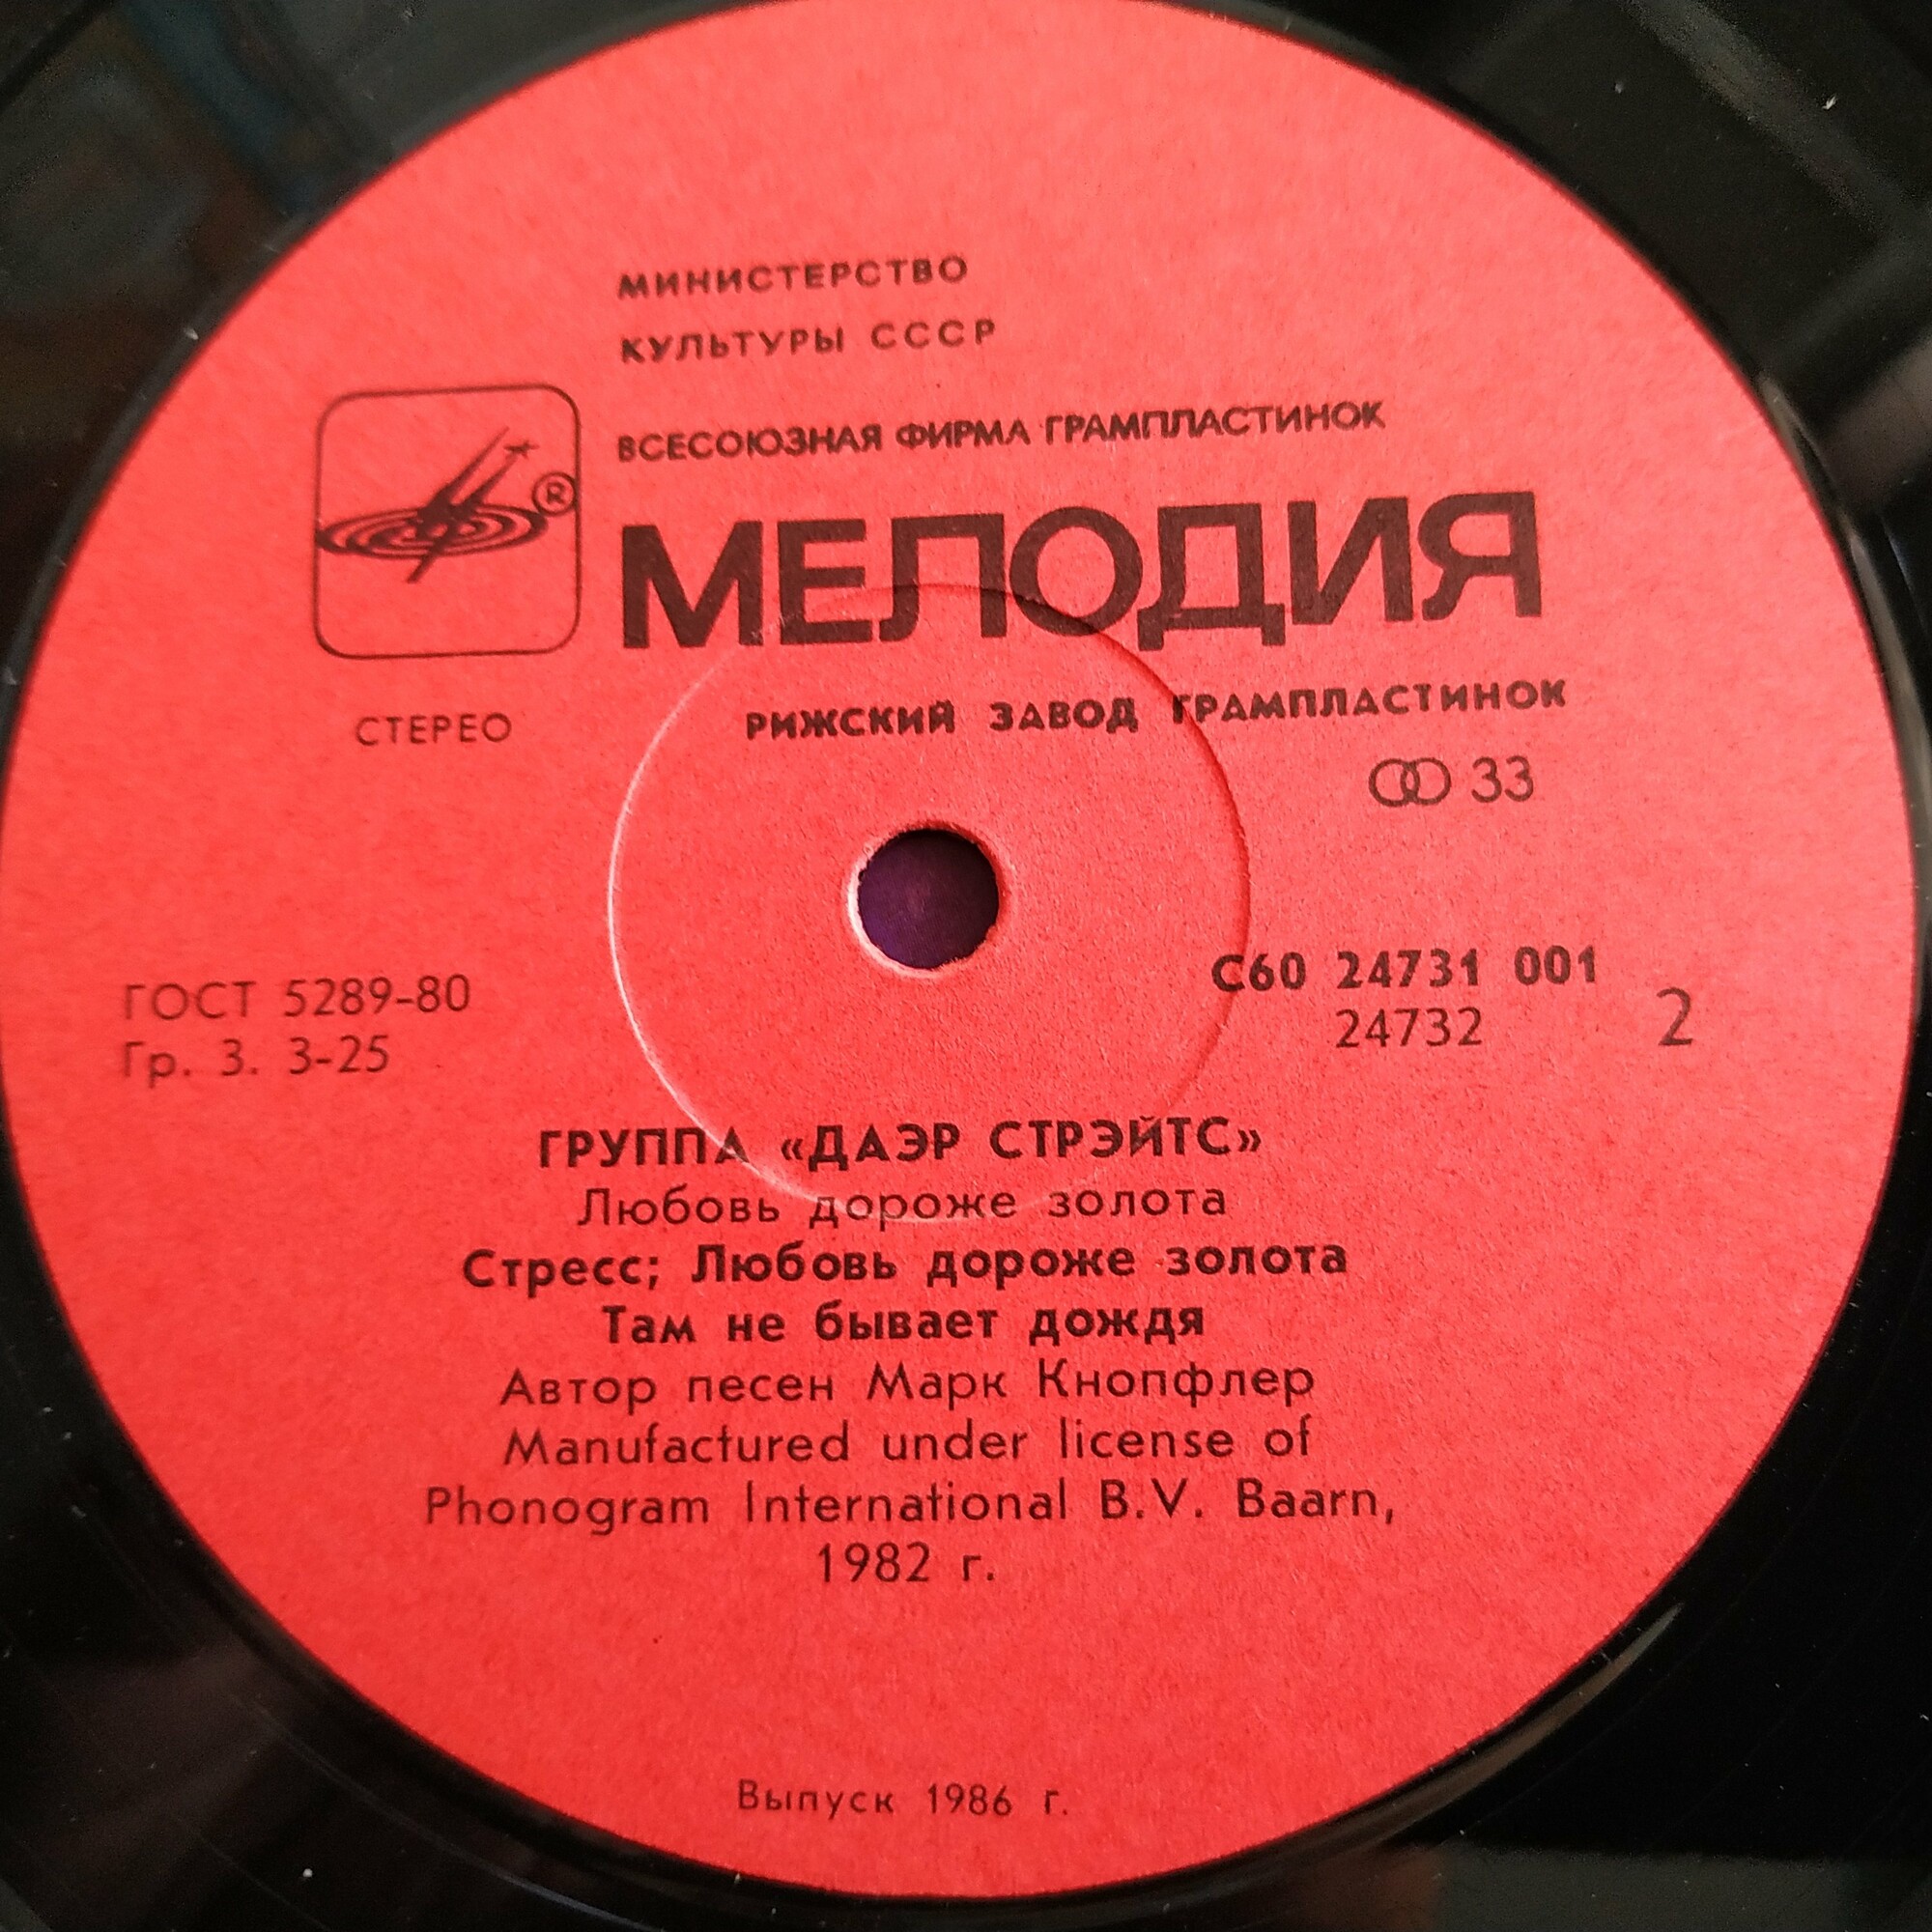 МИНИСТЕРСТВО
КУЛЬТУРЫ СССР
ВСЕСОЮЗНАЯ ФИРМА ГРАМПЛАСТИНОК
®
МЕЛОДИЯ
СТЕРЕО
РИЖСКИЙ ЗАВОД ГРАМПЛАСТИНОК
33
ГОСТ 5289-80
Гр. 3. 3-25
С60 24731 001
24732
2
ГРУППА «ДАЭР СТРЭЙТС»
Любовь дороже золота
Стресс; Любовь дороже золота
Там не бывает дождя
Автор песен Марк Кнопфлер
Manufactured under license of
Phonogram International B.V. Baarn,
1982 г.
Выпуск 1986 г.